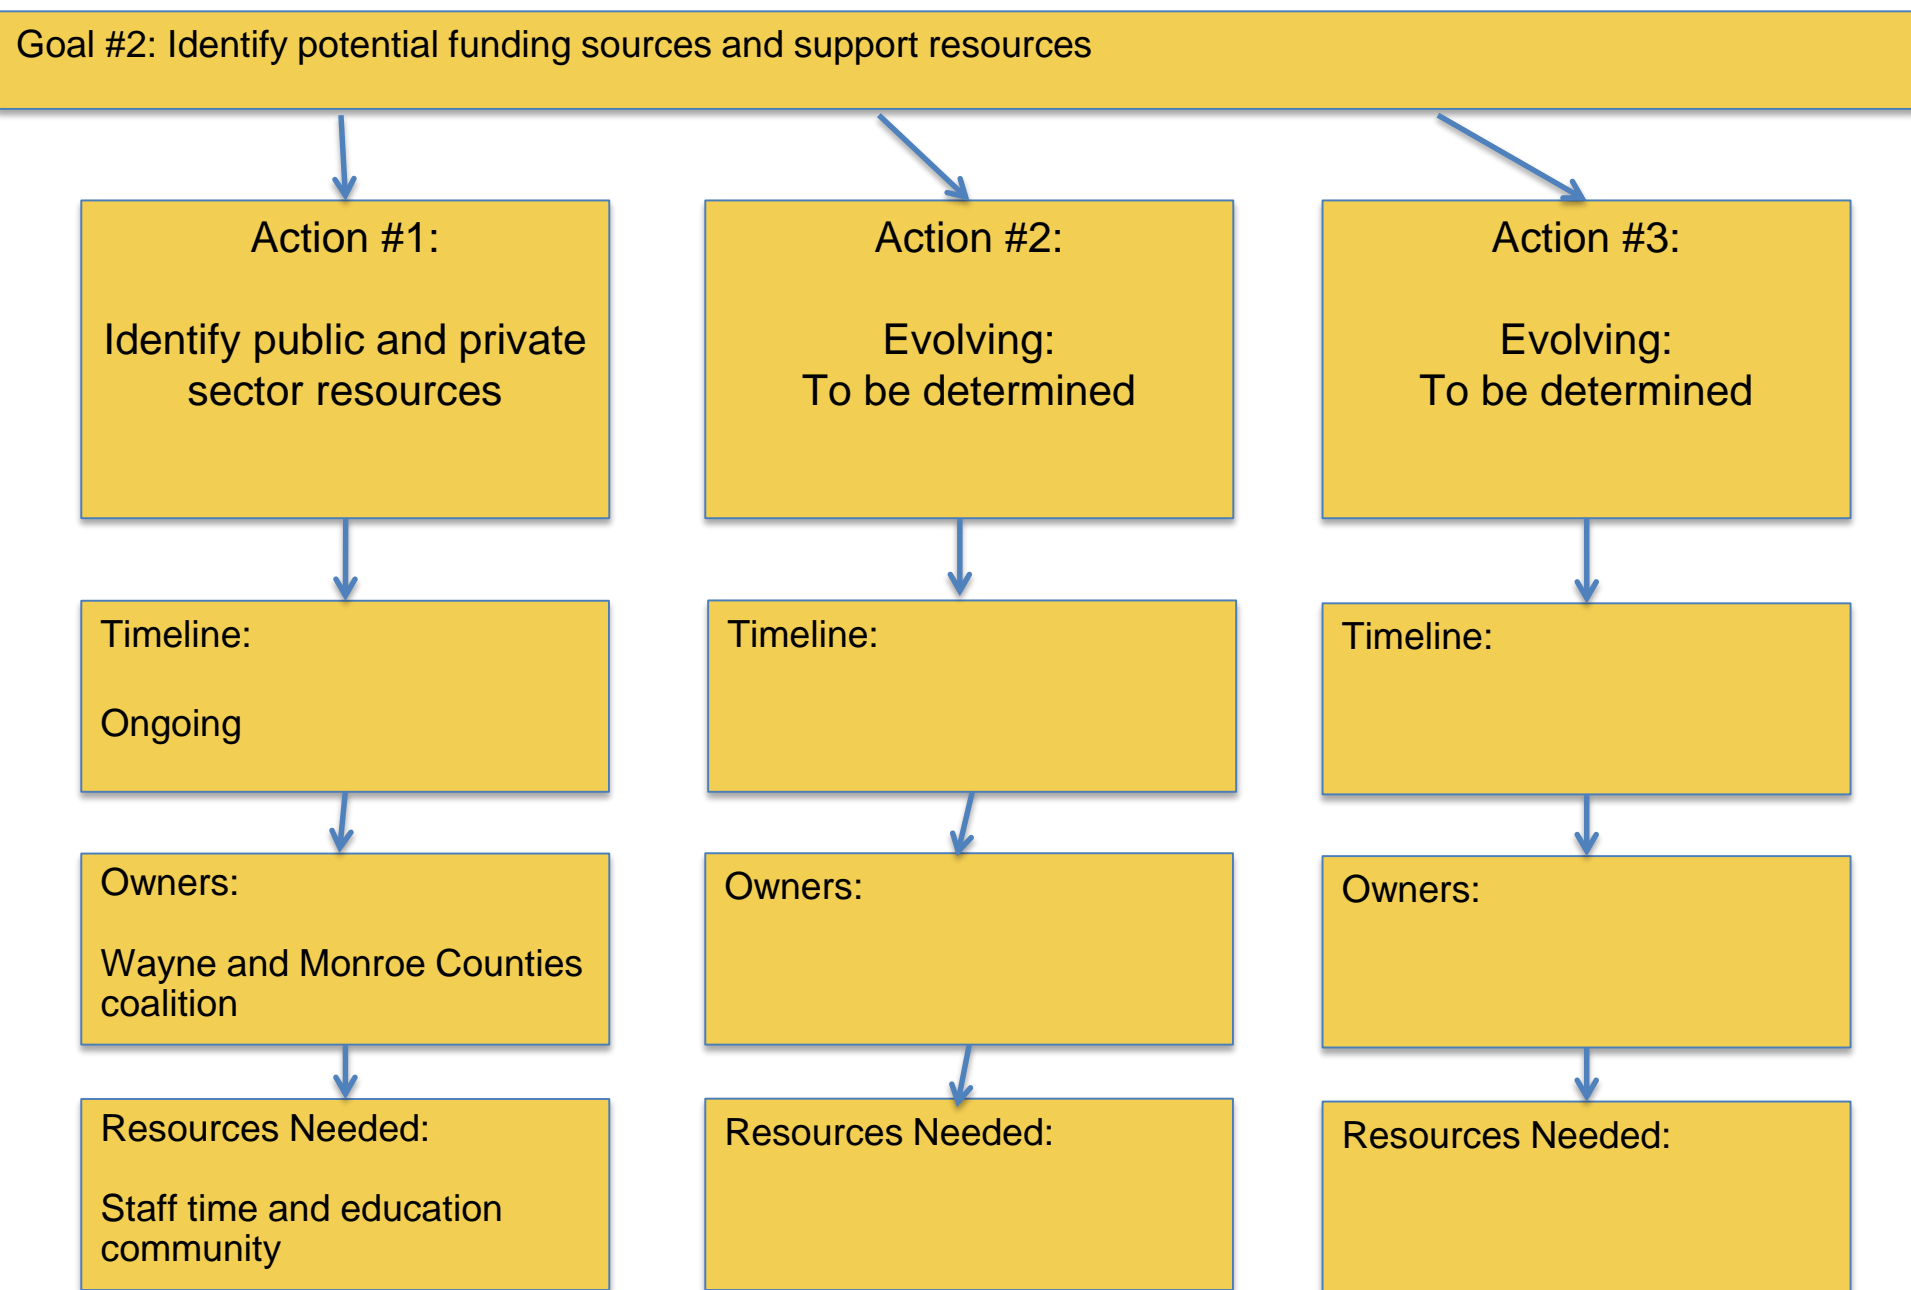 Goal #2: Identify potential funding sources and support resources
Action #1:
Identify public and private
sector resources
Timeline:
Ongoing
Owners:
Wayne and Monroe Counties
coalition
Resources Needed:
Staff time and education
community
Action #2:
Evolving:
To be determined
Timeline:
Owners:
Resources Needed:
Action #3:
Evolving:
To be determined
Timeline:
Owners:
Resources Needed: